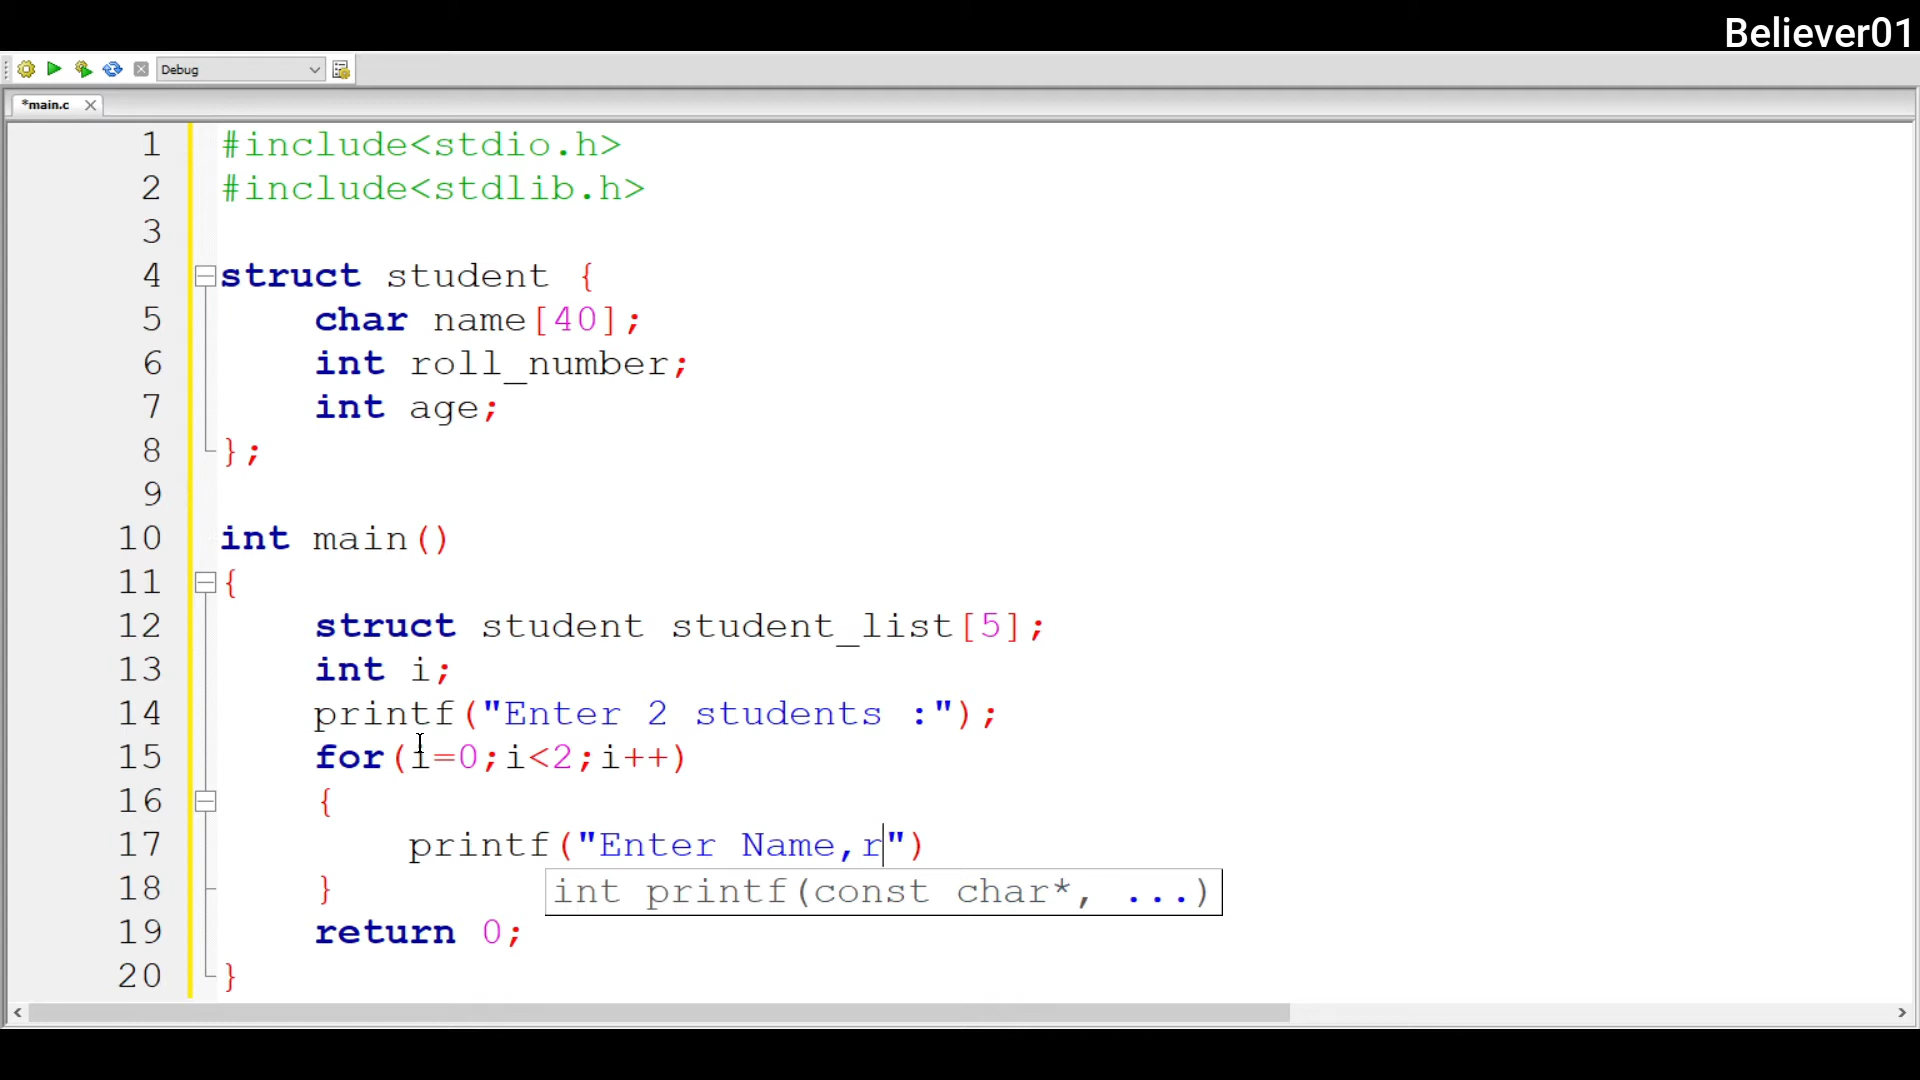 Believer01
Debug
*main.c
1 #include<stdio.h>
2 #include<stdlib.h>
3
4 struct student {
5 char name[40];
6 int roll_number;
7 int age;
8 };
9
10 int main()
11 {
12 struct student student_list[5];
13 int i;
14 printf("Enter 2 students :");
15 for(i=0;i<2;i++)
16 {
17 printf("Enter Name,r")
18 }
int printf(const char*, ...)
19 return 0;
20 }